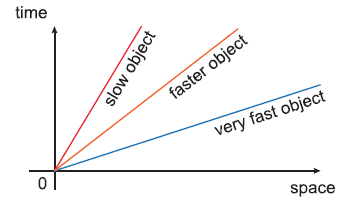 time
slow object
faster object
very fast object
0
space